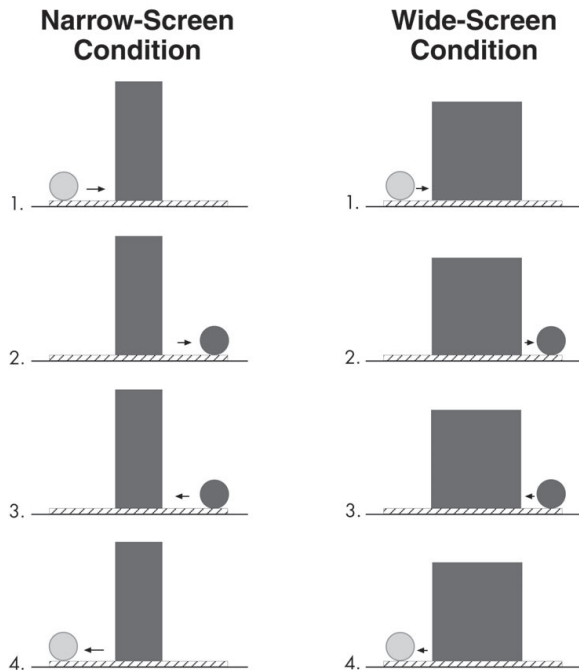 Narrow-Screen
Condition
Wide-Screen
Condition
1.
1.
2.
2.
3.
3.
4.
4.